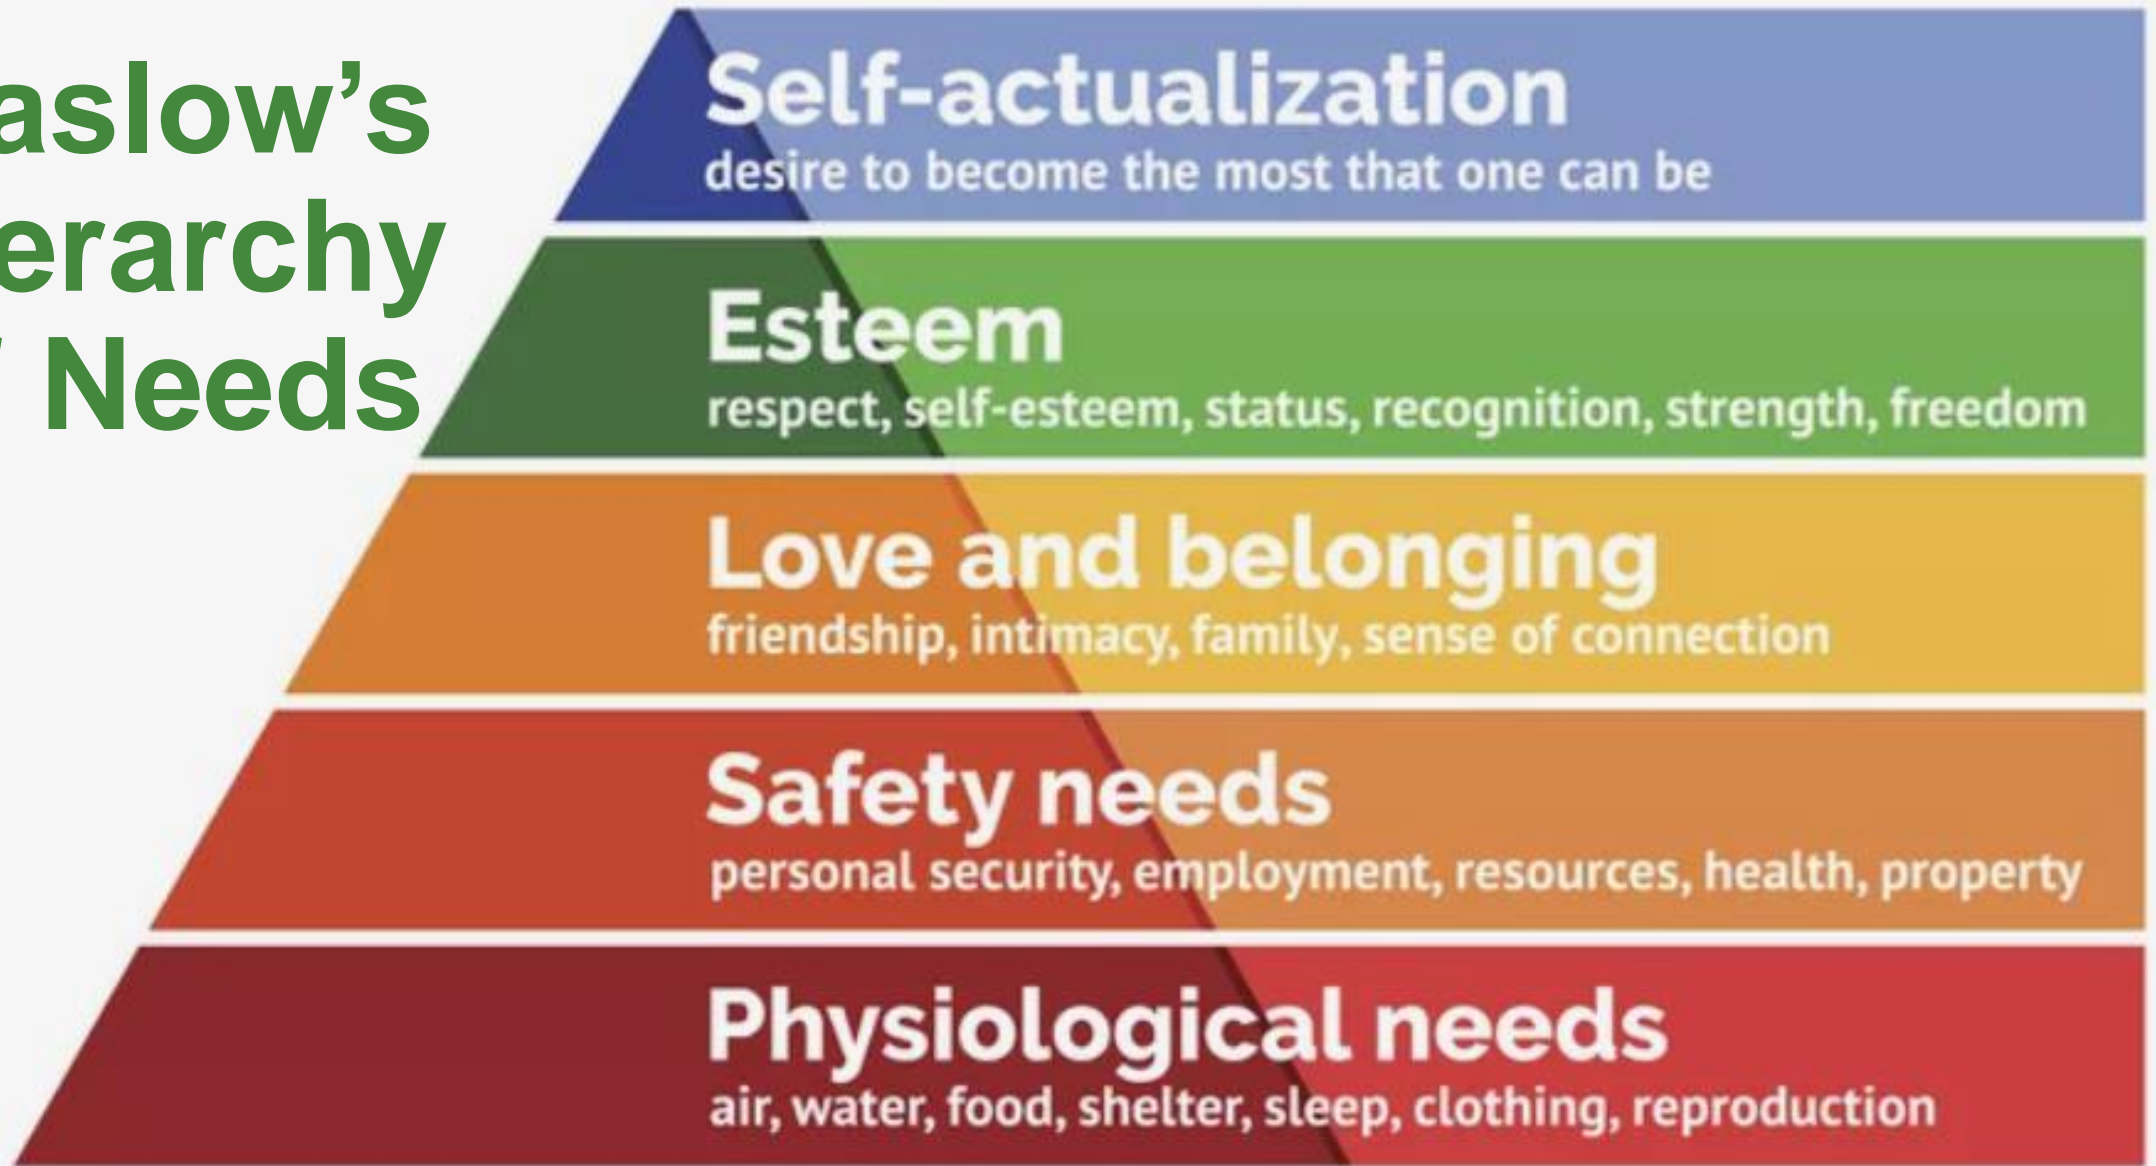 aslow's
erarchy
Needs
Self-actualization
desire to become the most that one can be
Esteem
respect, self-esteem, status, recognition, strength, freedom
Love and belonging
friendship, intimacy, family, sense of connection
Safety needs
personal security, employment, resources, health, property
Physiological needs
air, water, food, shelter, sleep, clothing, reproduction